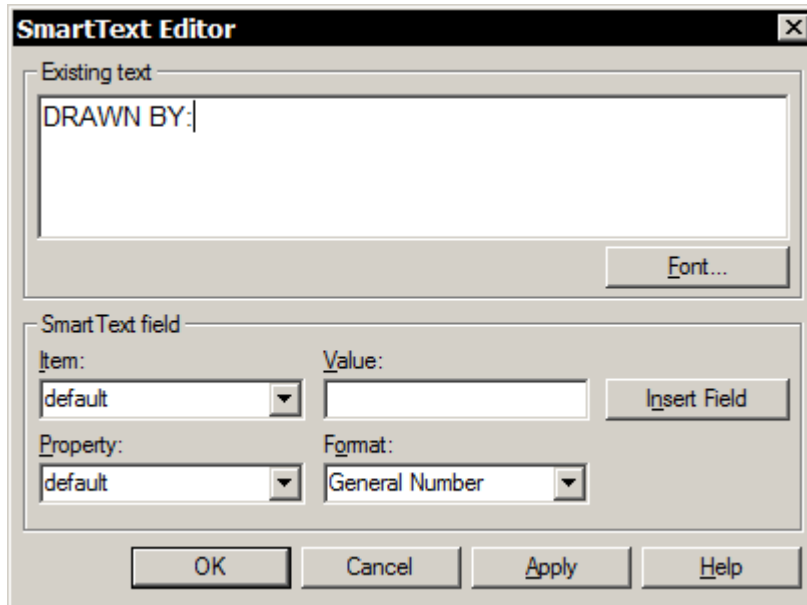 SmartText Editor
Existing text
DRAWN BY:
Font...
SmartText field
Item:
Value:
default
Insert Field
Property:
Format:
default
General Number
OK
Cancel
Apply
Help